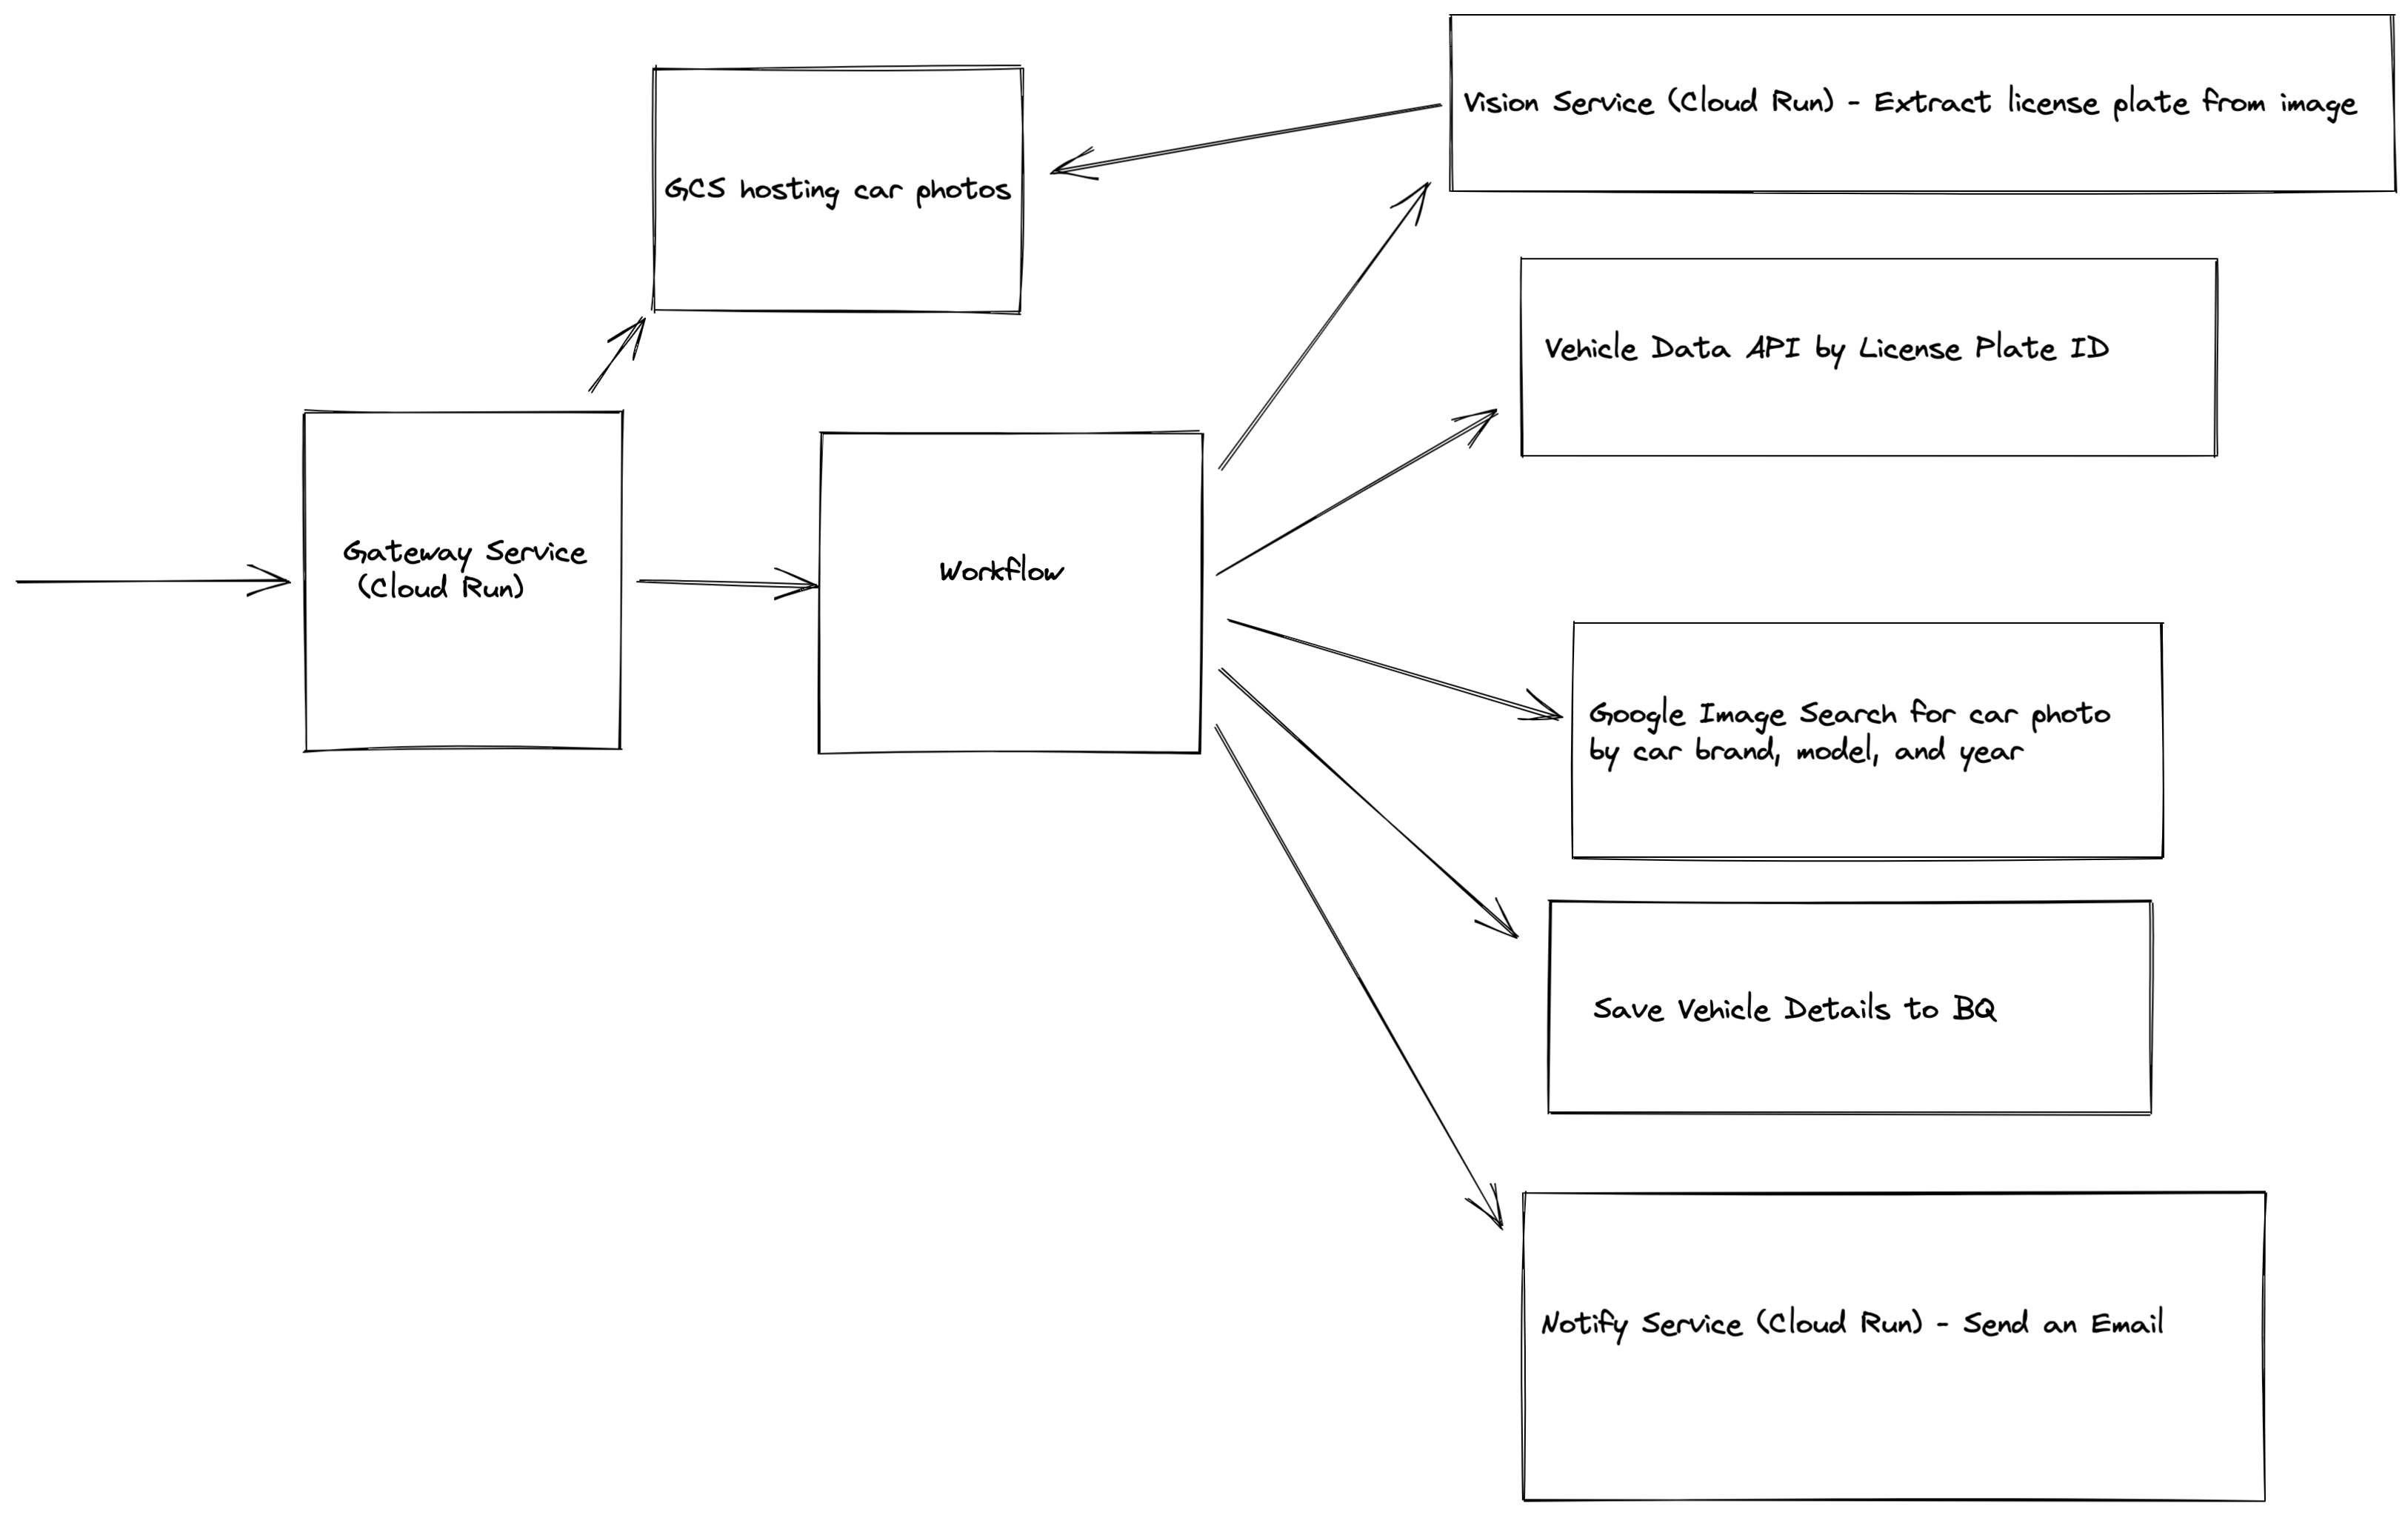 Vision Service (Cloud Run) - Extract license plate from image
GCS hosting car photos
Vehicle Data API by License Plate ID
Gateway Service
(Cloud Run)
Workflow
Google Image Search for car photo
by car brand, model, and year
Save Vehicle Details to BQ
Notify Service (Cloud Run) - Send an Email